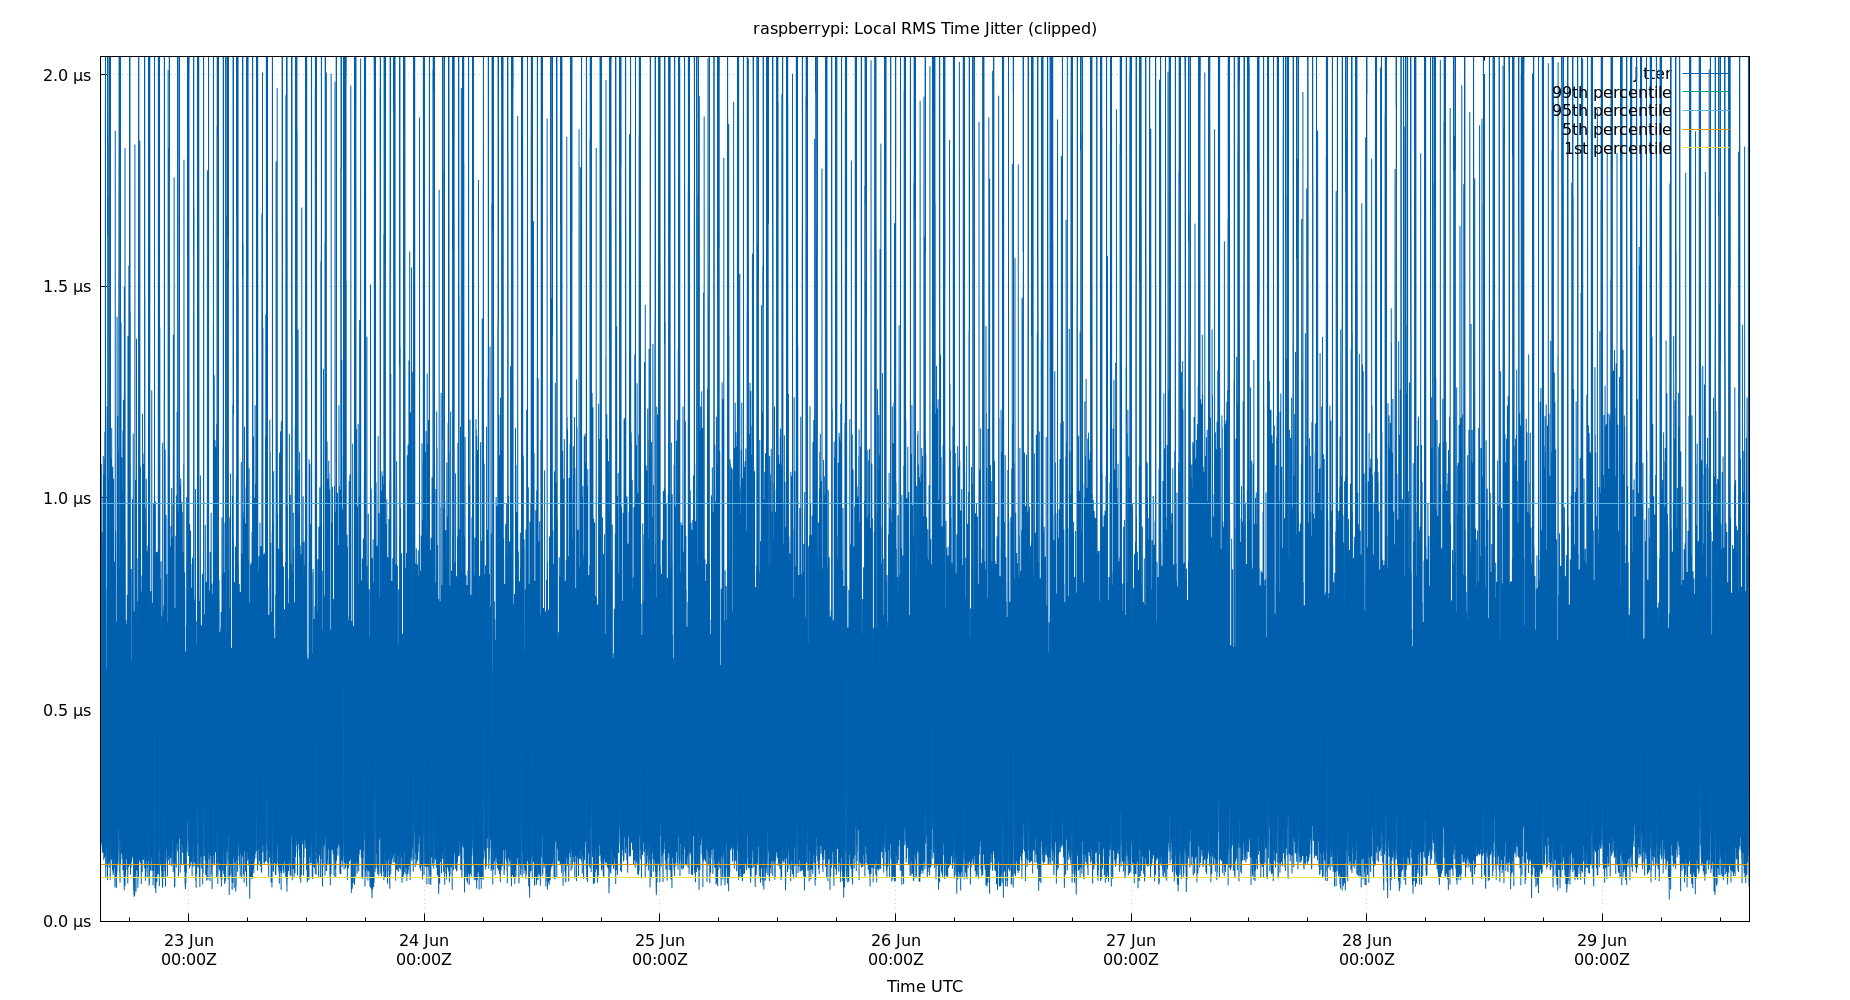 raspberrypi: Local RMS Time Jitter (clipped)
2.0 µs
1.5 µs
1.0 µs
0.5 µs
0.0 µs
Jitter
99th percentile
95th percentile
5th percentile
1st percentile
23 Jun 24 Jun 25 Jun 26 Jun 27 Jun 28 Jun 29 Jun
00:00Z 00:00Z 00:00Z 00:00Z 00:00Z 00:00Z 00:00Z
Time UTC